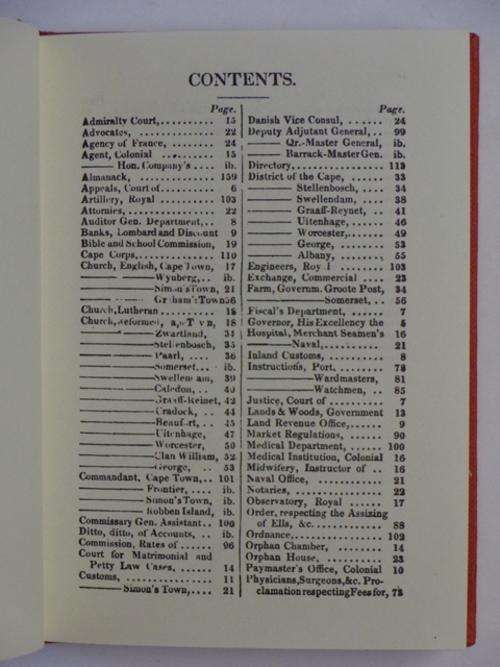 CONTENTS.
Page.
Admiralty Court,.......... 15
Advocates, .............. 22
Agency of France, ........ 24
Agent, Colonial ......... 15
——— Hon. Company's .... ib.
Almanack, ............... 159
Appeals, Court of.......... 6
Artillery, Royal .......... 103
Attornies,................ 22
Auditor Gen. Department,.. 8
Banks, Lombard and Discount 9
Bible and School Commission, 19
Cape Corps,.............. 110
Church, English, Cape Town, 17
————— Wynberg,.. ib.
————— Simon's Town, 21
————— Graham's Town 56
Church, Lutheran .......... 18
Church, Reformed, Cape Town, 18
————— Zwartland, 34
————— Stellenbosch, 35
————— Paarl, .... 36
————— Somerset... ib.
————— Swellendam, 39
————— Caledon, .. 40
————— Graaff-Reinet, 42
————— Cradock, .. 44
————— Beaufort, .. 45
————— Uitenhage, 47
————— Worcester, 50
————— Clan William, 52
————— George, .. 53
Commandant, Cape Town,.. 101
————— Frontier, .... ib.
————— Simon's Town, ib.
————— Robben Island, ib.
Commissary Gen. Assistant.. 100
Ditto, ditto, of Accounts, .. ib.
Commission, Rates of ...... 96
Court for Matrimonial and
Petty Law Cases, ....... 14
Customs, ................. 11
————— Simon's Town,.... 21
Page.
Danish Vice Consul, ...... 24
Deputy Adjutant General,.. 99
——— Qr.-Master General, ib.
——— Barrack-Master Gen. ib.
Directory................. 113
District of the Cape, ...... 33
————— Stellenbosch, .... 34
————— Swellendam, .... 38
————— Graaff-Reynet, .. 41
————— Uitenhage, ...... 46
————— Worcester,....... 49
————— George, ........ 53
————— Albany, ........ 55
Engineers, Royal .......... 103
Exchange, Commercial .... 23
Farm, Governm. Groote Post, 34
————— Somerset, .. 56
Fiscal's Department, ...... 7
Governor, His Excellency the 5
Hospital, Merchant Seamen's 16
————— Naval,.......... 21
Inland Customs, .......... 8
Instructions, Port, ........ 78
————— Wardmasters, 81
————— Watchmen, .. 85
Justice, Court of .......... 7
Lands & Woods, Government 13
Land Revenue Office,...... 9
Market Regulations, ...... 90
Medical Department, ...... 100
Medical Institution, Colonial 16
Midwifery, Instructor of .. 16
Naval Office, ............ 21
Notaries, ................ 22
Observatory, Royal ...... 17
Order, respecting the Assizing
of Ells, &c............. 88
Ordnance,................ 102
Orphan Chamber, ........ 14
Orphan House, .......... 23
Paymaster's Office, Colonial 10
Physicians, Surgeons, &c. Pro-
clamation respecting Fees for, 73